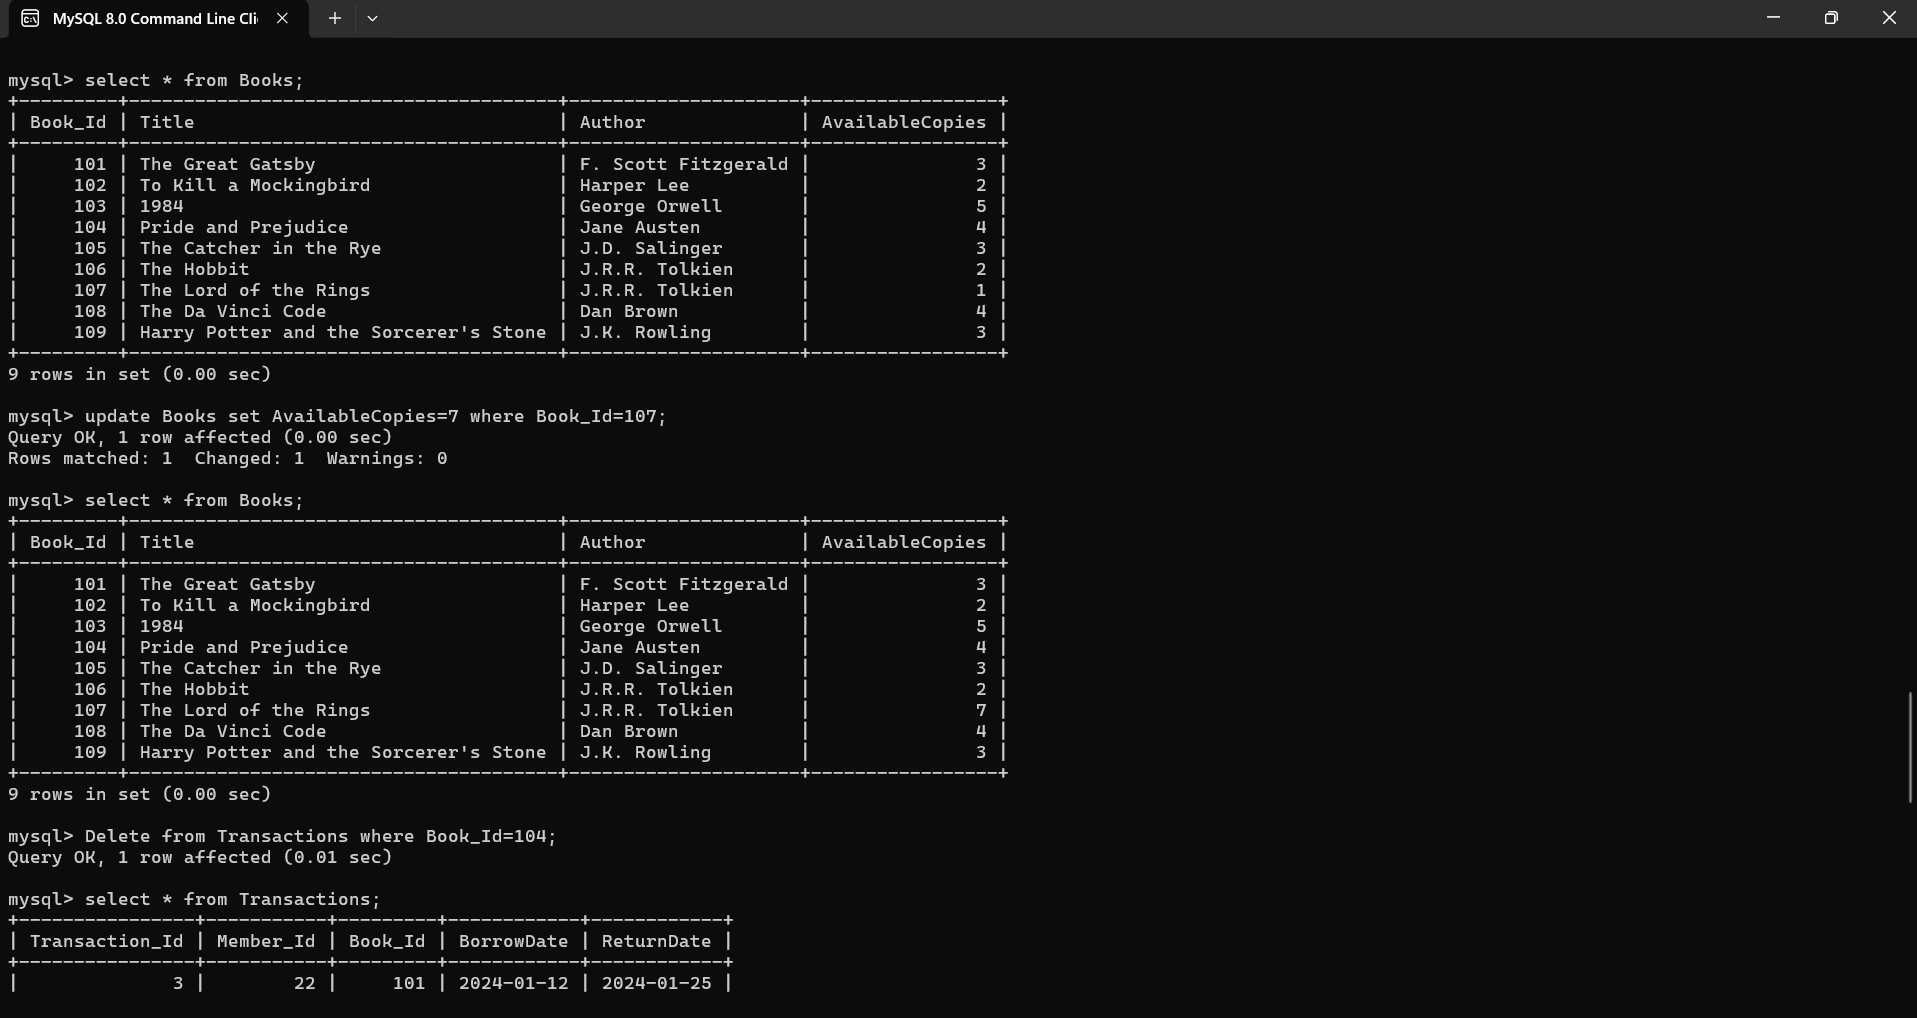 MySQL 8.0 Command Line Cli
mysql> select * from Books;
+---------+---------------------------------------+---------------------+-----------------+
| Book_Id | Title                                 | Author              | AvailableCopies |
+---------+---------------------------------------+---------------------+-----------------+
|     101 | The Great Gatsby                      | F. Scott Fitzgerald |               3 |
|     102 | To Kill a Mockingbird                 | Harper Lee          |               2 |
|     103 | 1984                                  | George Orwell       |               5 |
|     104 | Pride and Prejudice                   | Jane Austen         |               4 |
|     105 | The Catcher in the Rye                | J.D. Salinger       |               3 |
|     106 | The Hobbit                            | J.R.R. Tolkien      |               2 |
|     107 | The Lord of the Rings                 | J.R.R. Tolkien      |               1 |
|     108 | The Da Vinci Code                     | Dan Brown           |               4 |
|     109 | Harry Potter and the Sorcerer's Stone | J.K. Rowling        |               3 |
+---------+---------------------------------------+---------------------+-----------------+
9 rows in set (0.00 sec)
mysql> update Books set AvailableCopies=7 where Book_Id=107;
Query OK, 1 row affected (0.00 sec)
Rows matched: 1  Changed: 1  Warnings: 0
mysql> select * from Books;
+---------+---------------------------------------+---------------------+-----------------+
| Book_Id | Title                                 | Author              | AvailableCopies |
+---------+---------------------------------------+---------------------+-----------------+
|     101 | The Great Gatsby                      | F. Scott Fitzgerald |               3 |
|     102 | To Kill a Mockingbird                 | Harper Lee          |               2 |
|     103 | 1984                                  | George Orwell       |               5 |
|     104 | Pride and Prejudice                   | Jane Austen         |               4 |
|     105 | The Catcher in the Rye                | J.D. Salinger       |               3 |
|     106 | The Hobbit                            | J.R.R. Tolkien      |               2 |
|     107 | The Lord of the Rings                 | J.R.R. Tolkien      |               7 |
|     108 | The Da Vinci Code                     | Dan Brown           |               4 |
|     109 | Harry Potter and the Sorcerer's Stone | J.K. Rowling        |               3 |
+---------+---------------------------------------+---------------------+-----------------+
9 rows in set (0.00 sec)
mysql> Delete from Transactions where Book_Id=104;
Query OK, 1 row affected (0.01 sec)
mysql> select * from Transactions;
+----------------+-----------+---------+------------+------------+
| Transaction_Id | Member_Id | Book_Id | BorrowDate | ReturnDate |
+----------------+-----------+---------+------------+------------+
|              3 |        22 |     101 | 2024-01-12 | 2024-01-25 |